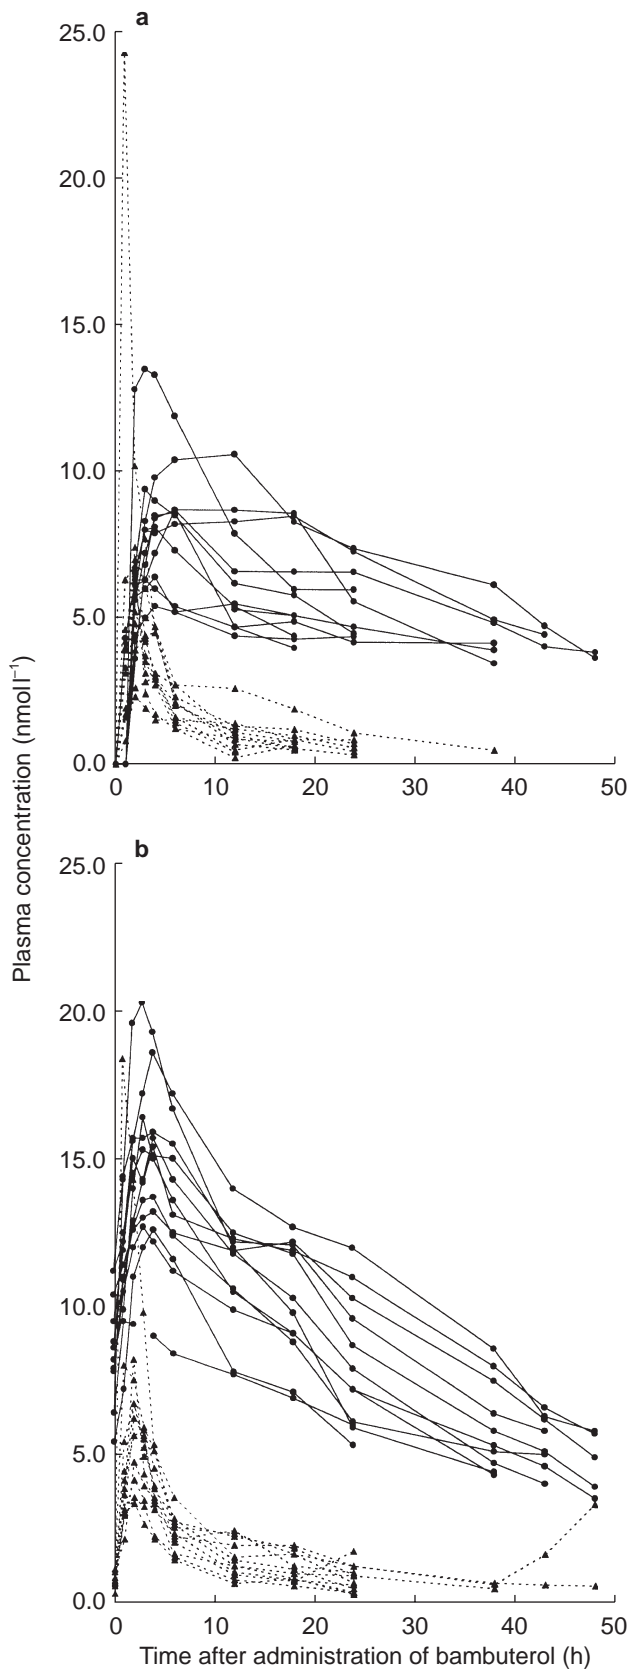 a
25.0
20.0
15.0
10.0
5.0
0.0
0 10 20 30 40 50
Plasma concentration (nmol l⁻¹)
b
25.0
20.0
15.0
10.0
5.0
0.0
0 10 20 30 40 50
Time after administration of bambuterol (h)